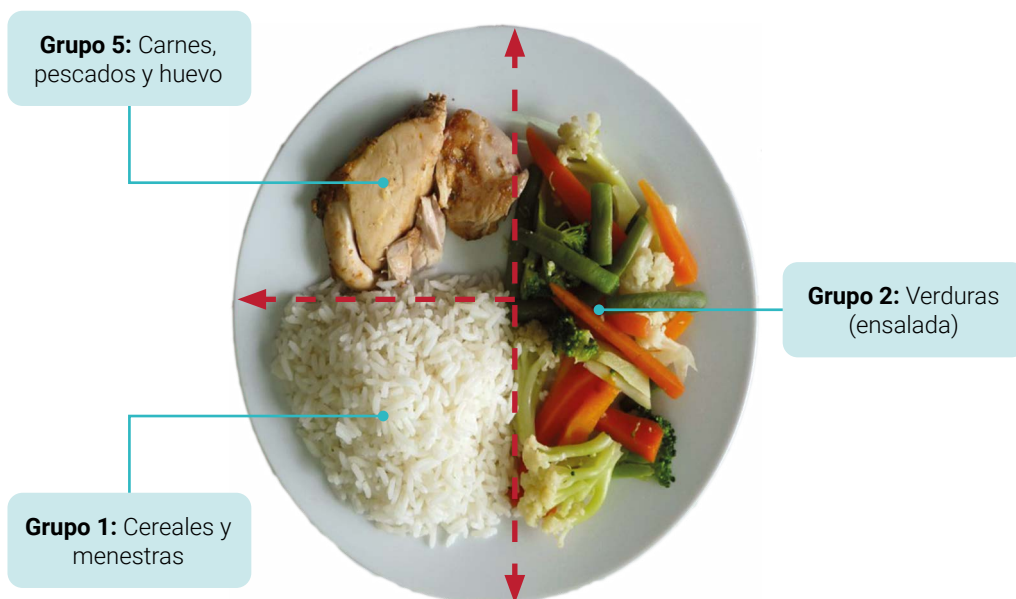 Grupo 5: Carnes,
pescados y huevo
Grupo 2: Verduras
(ensalada)
Grupo 1: Cereales y
menestras